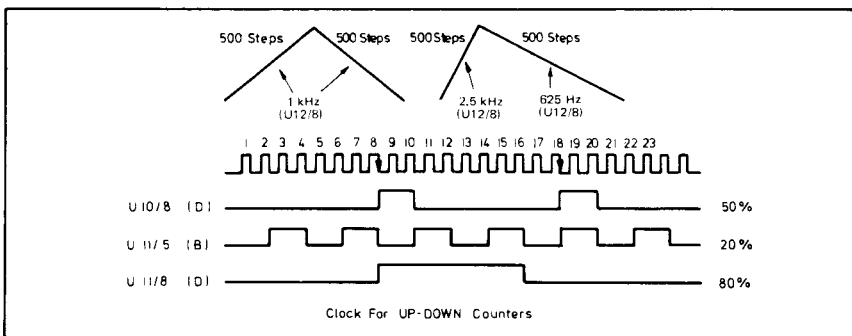 500 Steps 500 Steps 500 Steps 500 Steps
1 kHz 2.5 kHz 625 Hz
(U12/8) (U12/8) (U12/8)
1 2 3 4 5 6 7 8 9 10 11 12 13 14 15 16 17 18 19 20 21 22 23
U 10/8 (D) 50%
U 11/5 (B) 20%
U 11/8 (D) 80%
Clock For UP-DOWN Counters